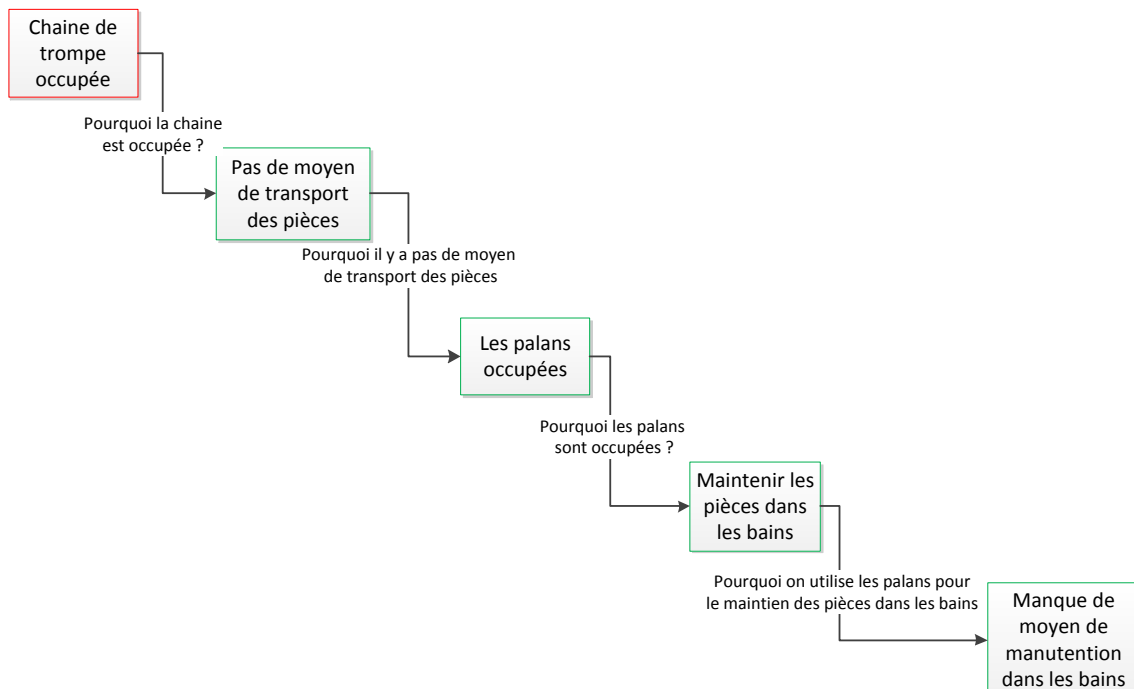 Chaine de
trompe
occupée
Pourquoi la chaine
est occupée ?
Pas de moyen
de transport
des pièces
Pourquoi il y a pas de moyen
de transport des pièces
Les palans
occupées
Pourquoi les palans
sont occupées ?
Maintenir les
pièces dans
les bains
Pourquoi on utilise les palans pour
le maintien des pièces dans les bains
Manque de
moyen de
manutention
dans les bains